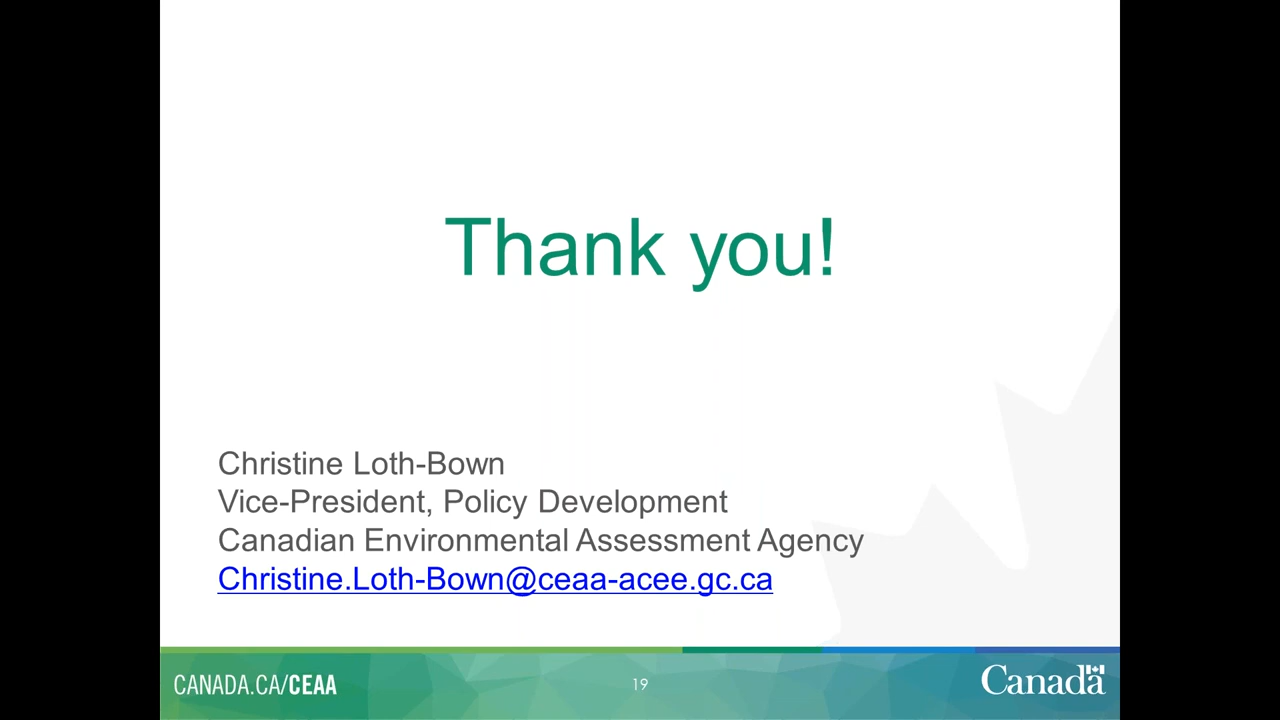 Thank you!
Christine Loth-Bown
Vice-President, Policy Development
Canadian Environmental Assessment Agency
Christine.Loth-Bown@ceaa-acee.gc.ca
CANADA.CA/CEAA
19
Canada